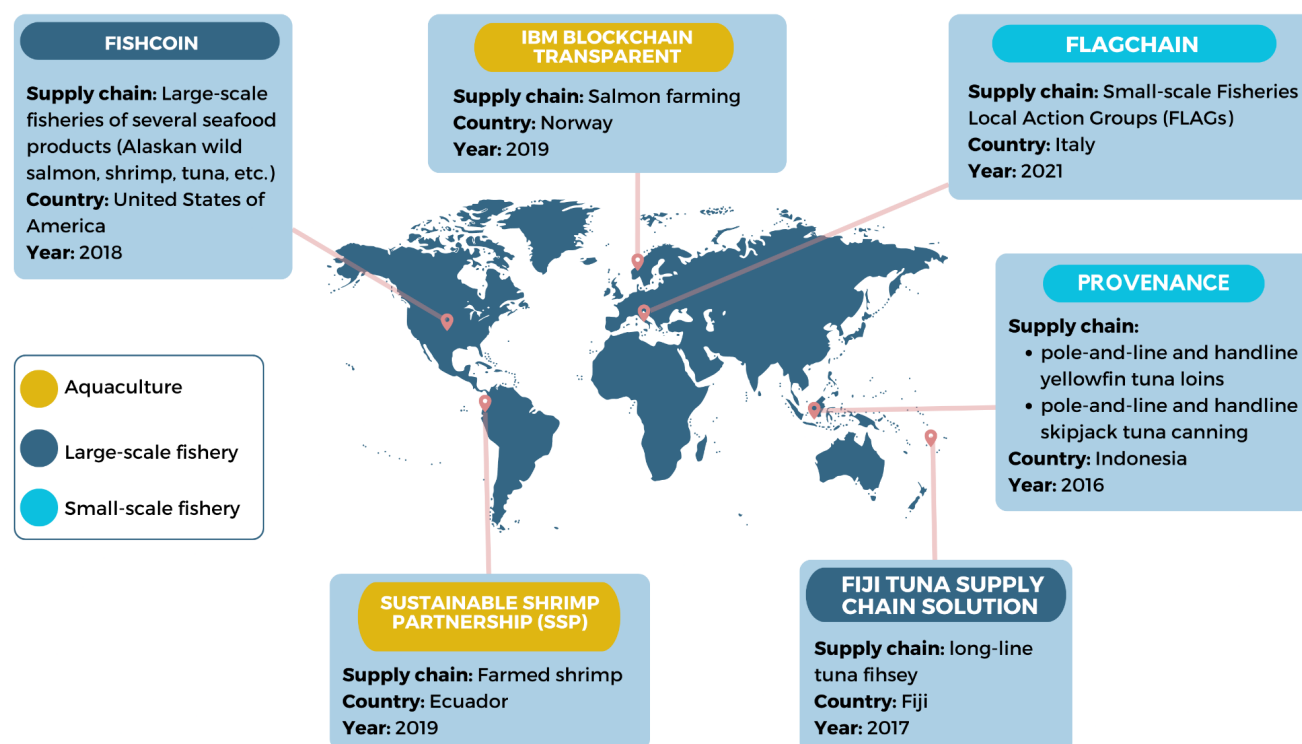 FISHCOIN
Supply chain: Large-scale
fisheries of several seafood
products (Alaskan wild
salmon, shrimp, tuna, etc.)
Country: United States of
America
Year: 2018
IBM BLOCKCHAIN
TRANSPARENT
Supply chain: Salmon farming
Country: Norway
Year: 2019
FLAGCHAIN
Supply chain: Small-scale Fisheries
Local Action Groups (FLAGs)
Country: Italy
Year: 2021
PROVENANCE
Supply chain:
• pole-and-line and handline
yellowfin tuna loins
• pole-and-line and handline
skipjack tuna canning
Country: Indonesia
Year: 2016
Aquaculture
Large-scale fishery
Small-scale fishery
SUSTAINABLE SHRIMP
PARTNERSHIP (SSP)
Supply chain: Farmed shrimp
Country: Ecuador
Year: 2019
FIJI TUNA SUPPLY
CHAIN SOLUTION
Supply chain: long-line
tuna fihsey
Country: Fiji
Year: 2017